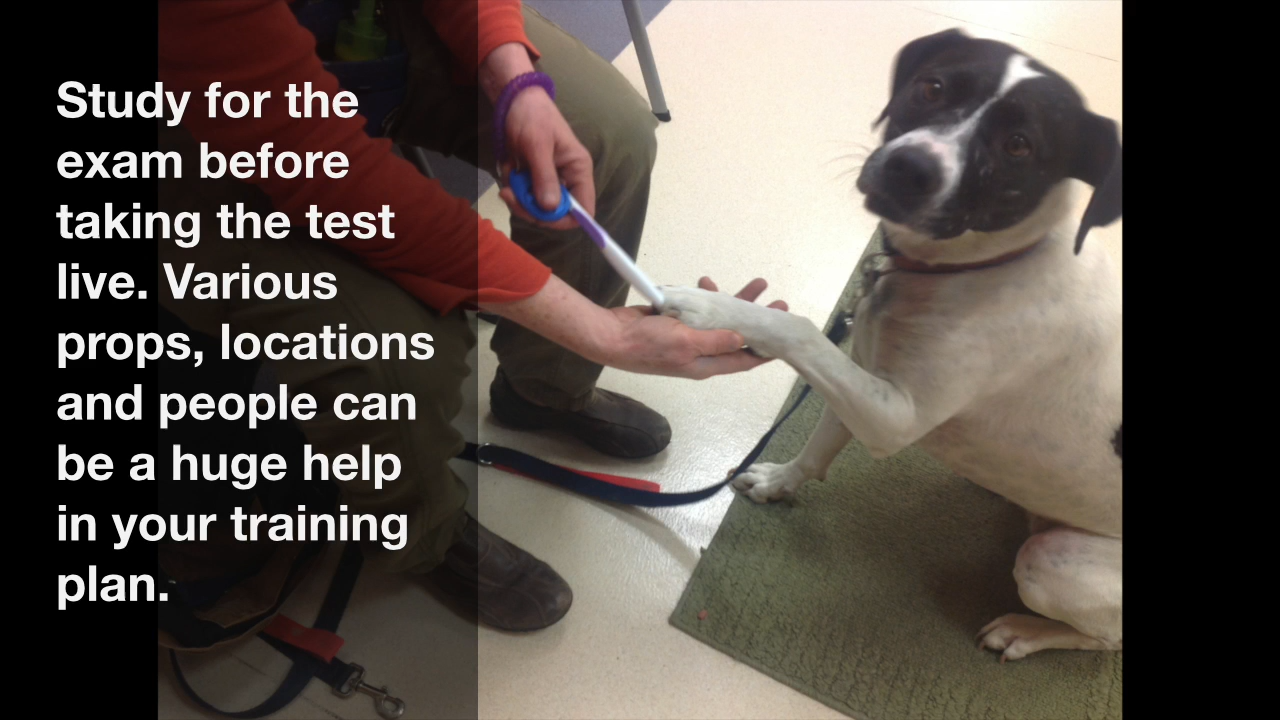 Study for the
exam before
taking the test
live. Various
props, locations
and people can
be a huge help
in your training
plan.